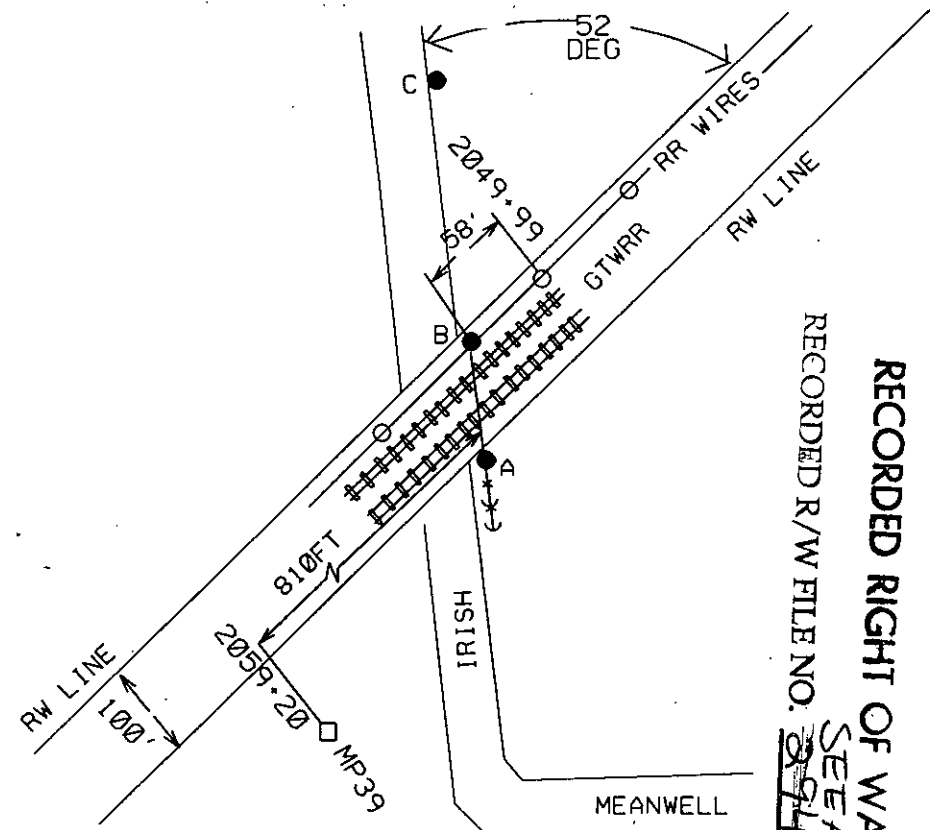 52
DEG
C
RR WIRES
2049+99
58'
RW LINE
GTWRR
B
A
810FT
IRISH
2059+20
RW LINE
100'
MP39
MEANWELL
RECORDED RIGHT OF WA
RECORDED R/W FILE NO.
SEE